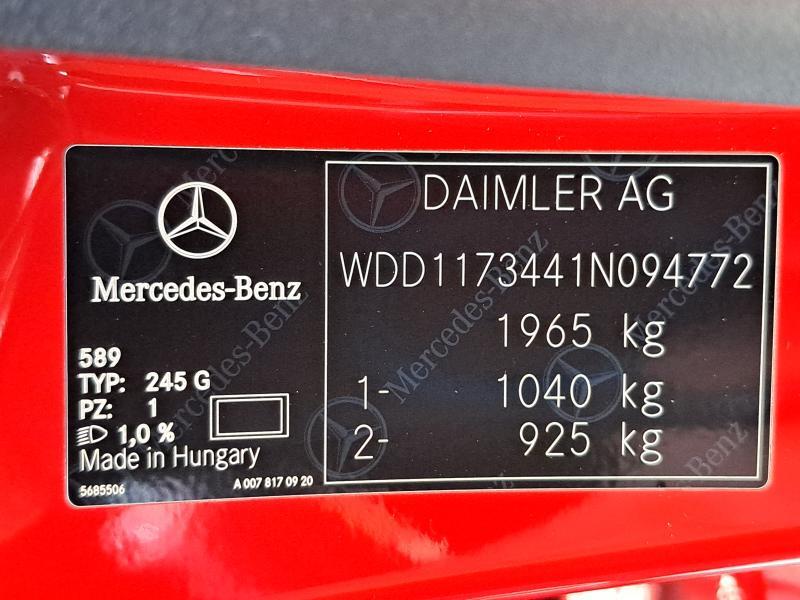 Mercedes-Benz
589
TYP: 245 G
PZ: 1
1,0 %
Made in Hungary
5685506
A 007 817 09 20
DAIMLER AG
WDD1173441N094772
1965 kg
1- 1040 kg
2- 925 kg